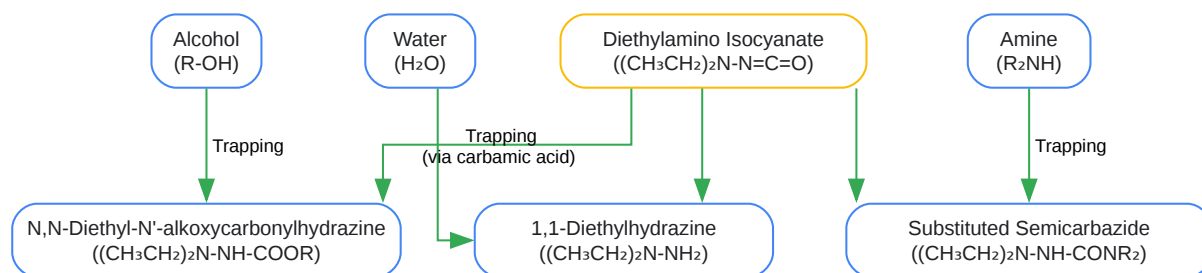 Alcohol
(R-OH)
Water
(H₂O)
Diethylamino Isocyanate
((CH₃CH₂)₂N-N=C=O)
Amine
(R₂NH)
Trapping
Trapping
(via carbamic acid)
Trapping
N,N-Diethyl-N'-alkoxycarbonylhydrazine
((CH₃CH₂)₂N-NH-COOR)
1,1-Diethylhydrazine
((CH₃CH₂)₂N-NH₂)
Substituted Semicarbazide
((CH₃CH₂)₂N-NH-CONR₂)